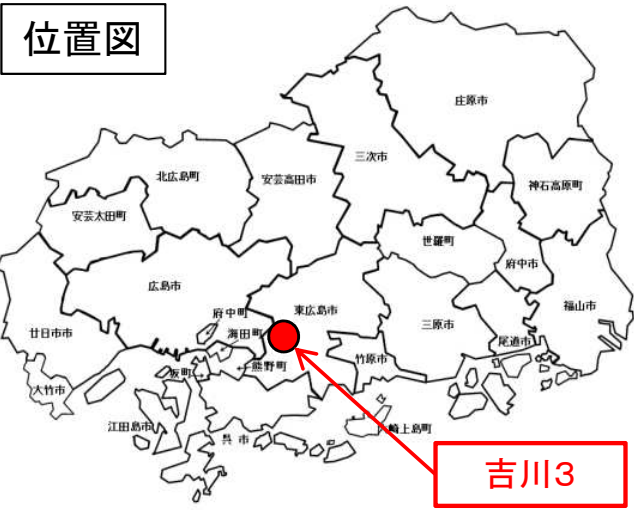 位置図
庄原市
三次市
北広島町
安芸高田市
神石高原町
安芸太田町
世羅町
府中市
広島市
東広島市
福山市
府中町
三原市
廿日市市
海田町
尾道市
竹原市
坂町
熊野町
大竹市
江田島市
崎上島町
呉市
吉川3